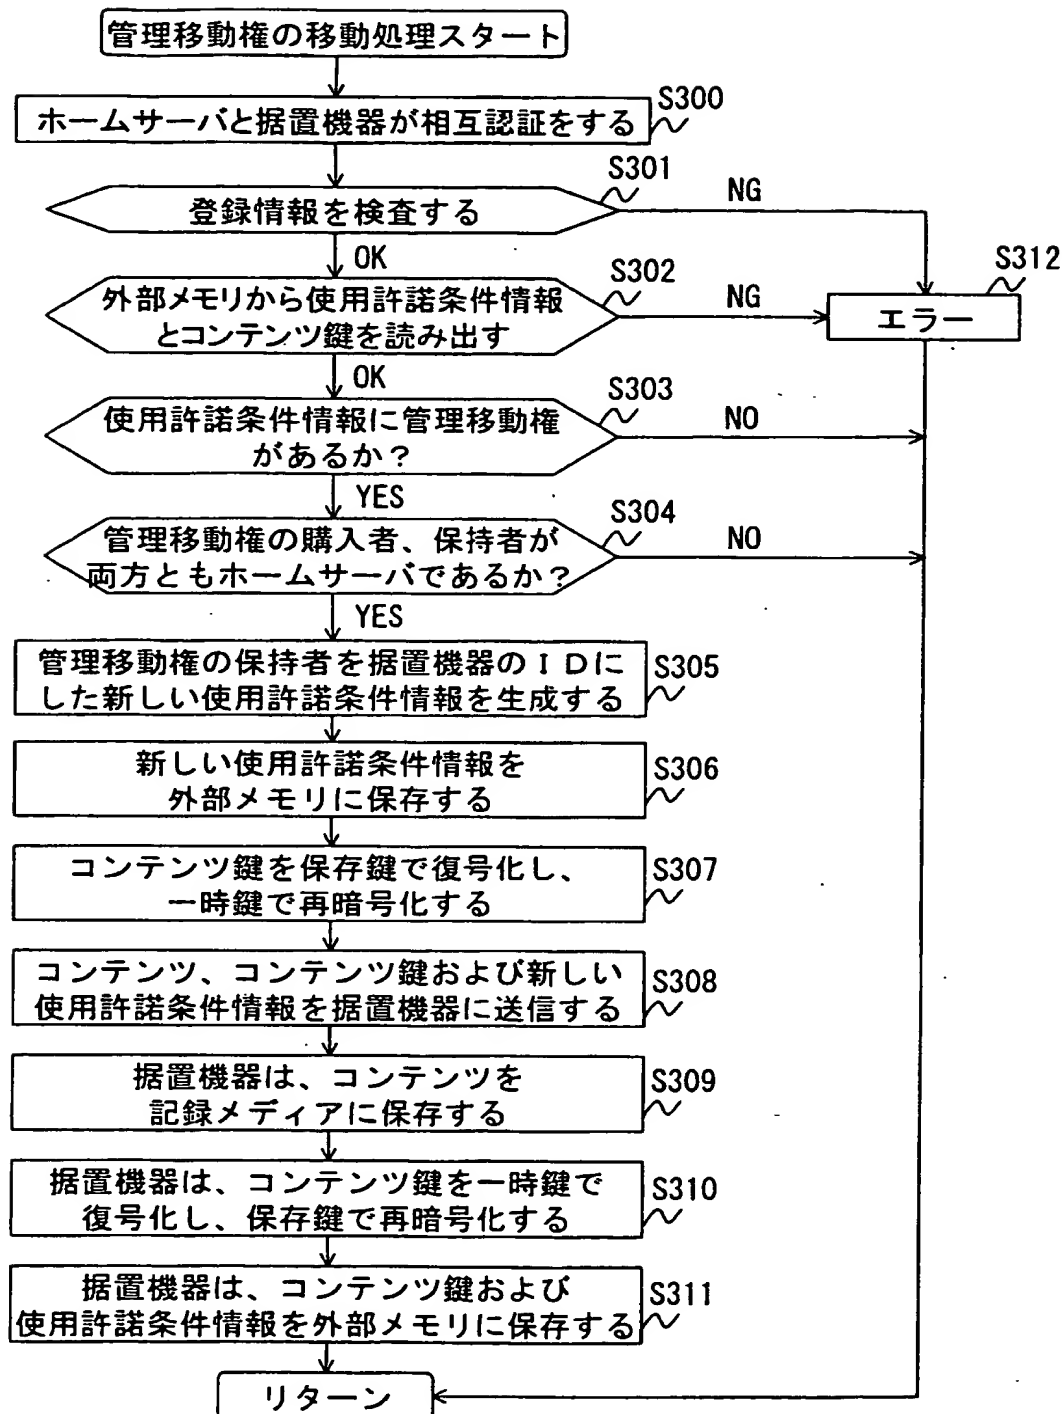 管理移動権の移動処理スタート
S300
ホームサーバと据置機器が相互認証をする
S301
登録情報を検査する
NG
OK
S302
外部メモリから使用許諾条件情報
とコンテンツ鍵を読み出す
NG
S312
エラー
OK
S303
使用許諾条件情報に管理移動権
があるか?
NO
YES
S304
管理移動権の購入者、保持者が
両方ともホームサーバであるか?
NO
YES
管理移動権の保持者を据置機器のIDに
した新しい使用許諾条件情報を生成する
S305
新しい使用許諾条件情報を
外部メモリに保存する
S306
コンテンツ鍵を保存鍵で復号化し、
一時鍵で再暗号化する
S307
コンテンツ、コンテンツ鍵および新しい
使用許諾条件情報を据置機器に送信する
S308
据置機器は、コンテンツを
記録メディアに保存する
S309
据置機器は、コンテンツ鍵を一時鍵で
復号化し、保存鍵で再暗号化する
S310
据置機器は、コンテンツ鍵および
使用許諾条件情報を外部メモリに保存する
S311
リターン